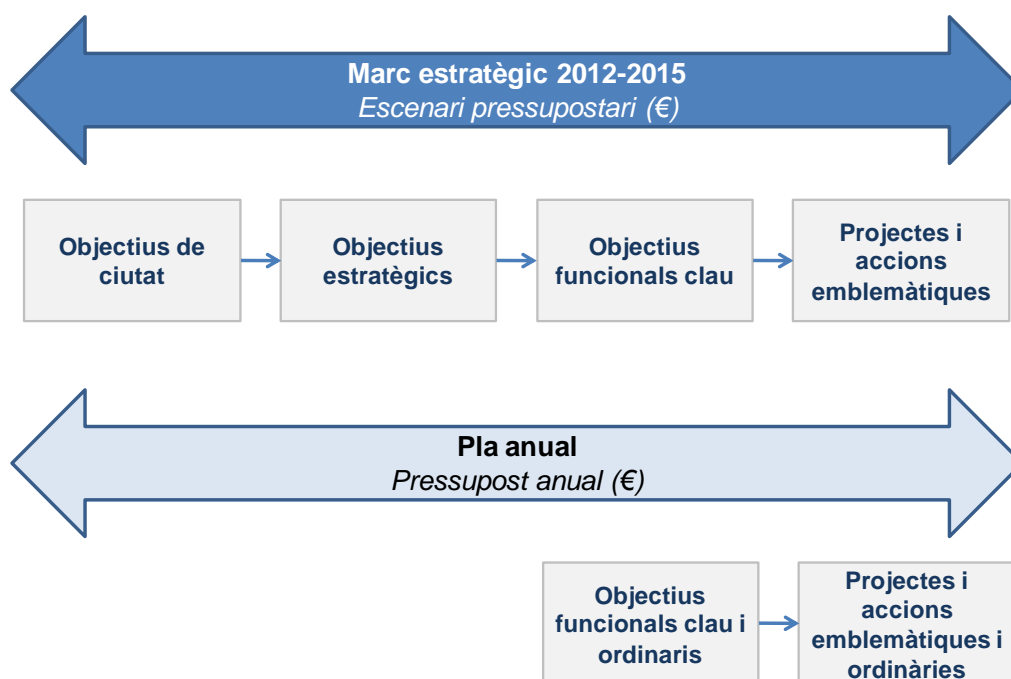 Marc estratègic 2012-2015
Escenari pressupostari (€)
Objectius de
ciutat
Objectius
estratègics
Objectius
funcionals clau
Projectes i
accions
emblemàtiques
Pla anual
Pressupost anual (€)
Objectius
funcionals clau i
ordinaris
Projectes i
accions
emblemàtiques i
ordinàries